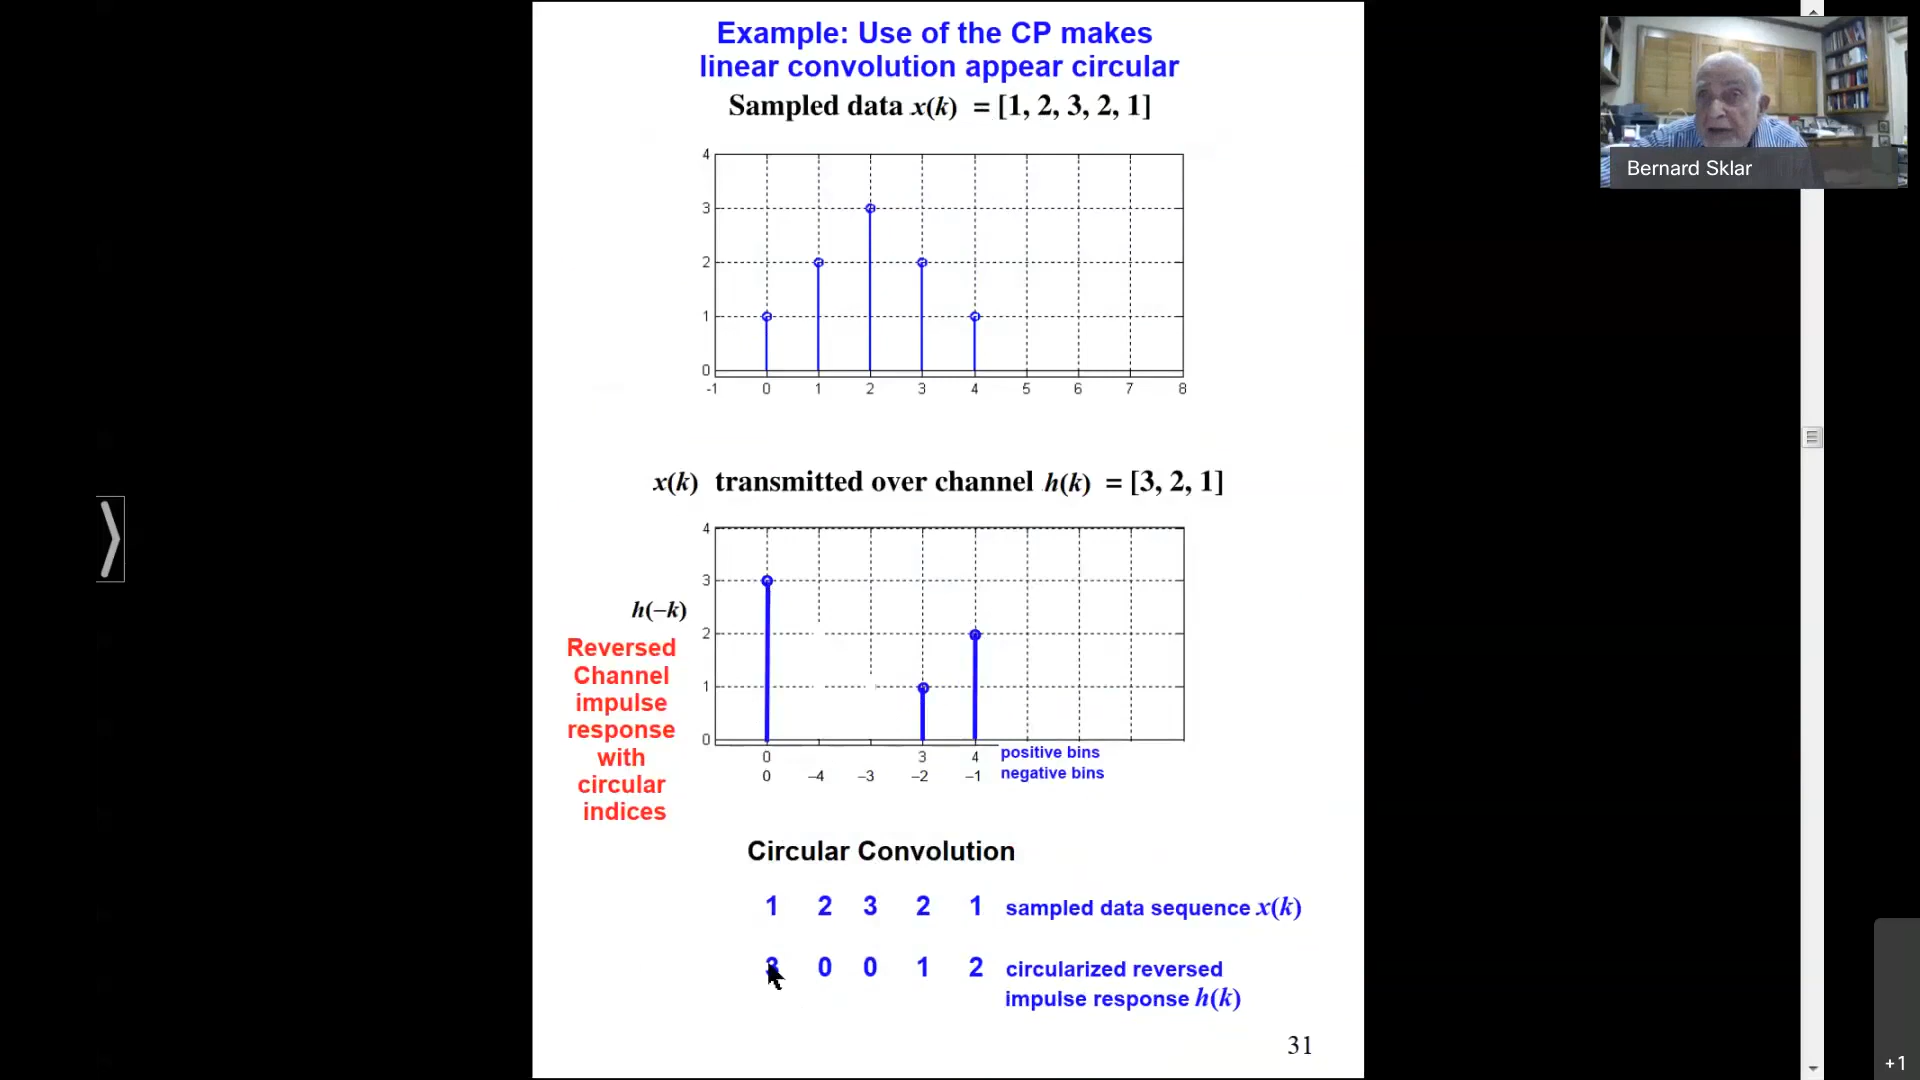 Example: Use of the CP makes
linear convolution appear circular
Sampled data x(k) = [1, 2, 3, 2, 1]
4
3
2
1
0
-1 0 1 2 3 4 5 6 7 8
x(k) transmitted over channel h(k) = [3, 2, 1]
4
3
2
1
0
h(–k)
Reversed
Channel
impulse
response
with
circular
indices
0 3 4 positive bins
0 –4 –3 –2 –1 negative bins
Circular Convolution
1 2 3 2 1 sampled data sequence x(k)
3 0 0 1 2 circularized reversed
impulse response h(k)
31
Bernard Sklar
+1